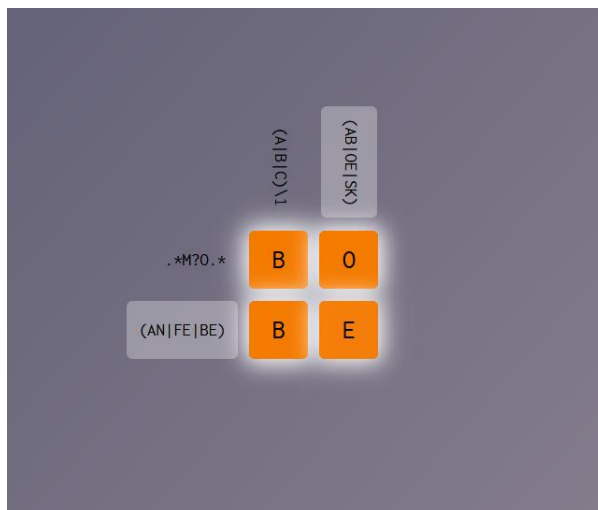 (A|B|C)\1
(AB|OE|SK)
.*M?O.*
B
O
(AN|FE|BE)
B
E